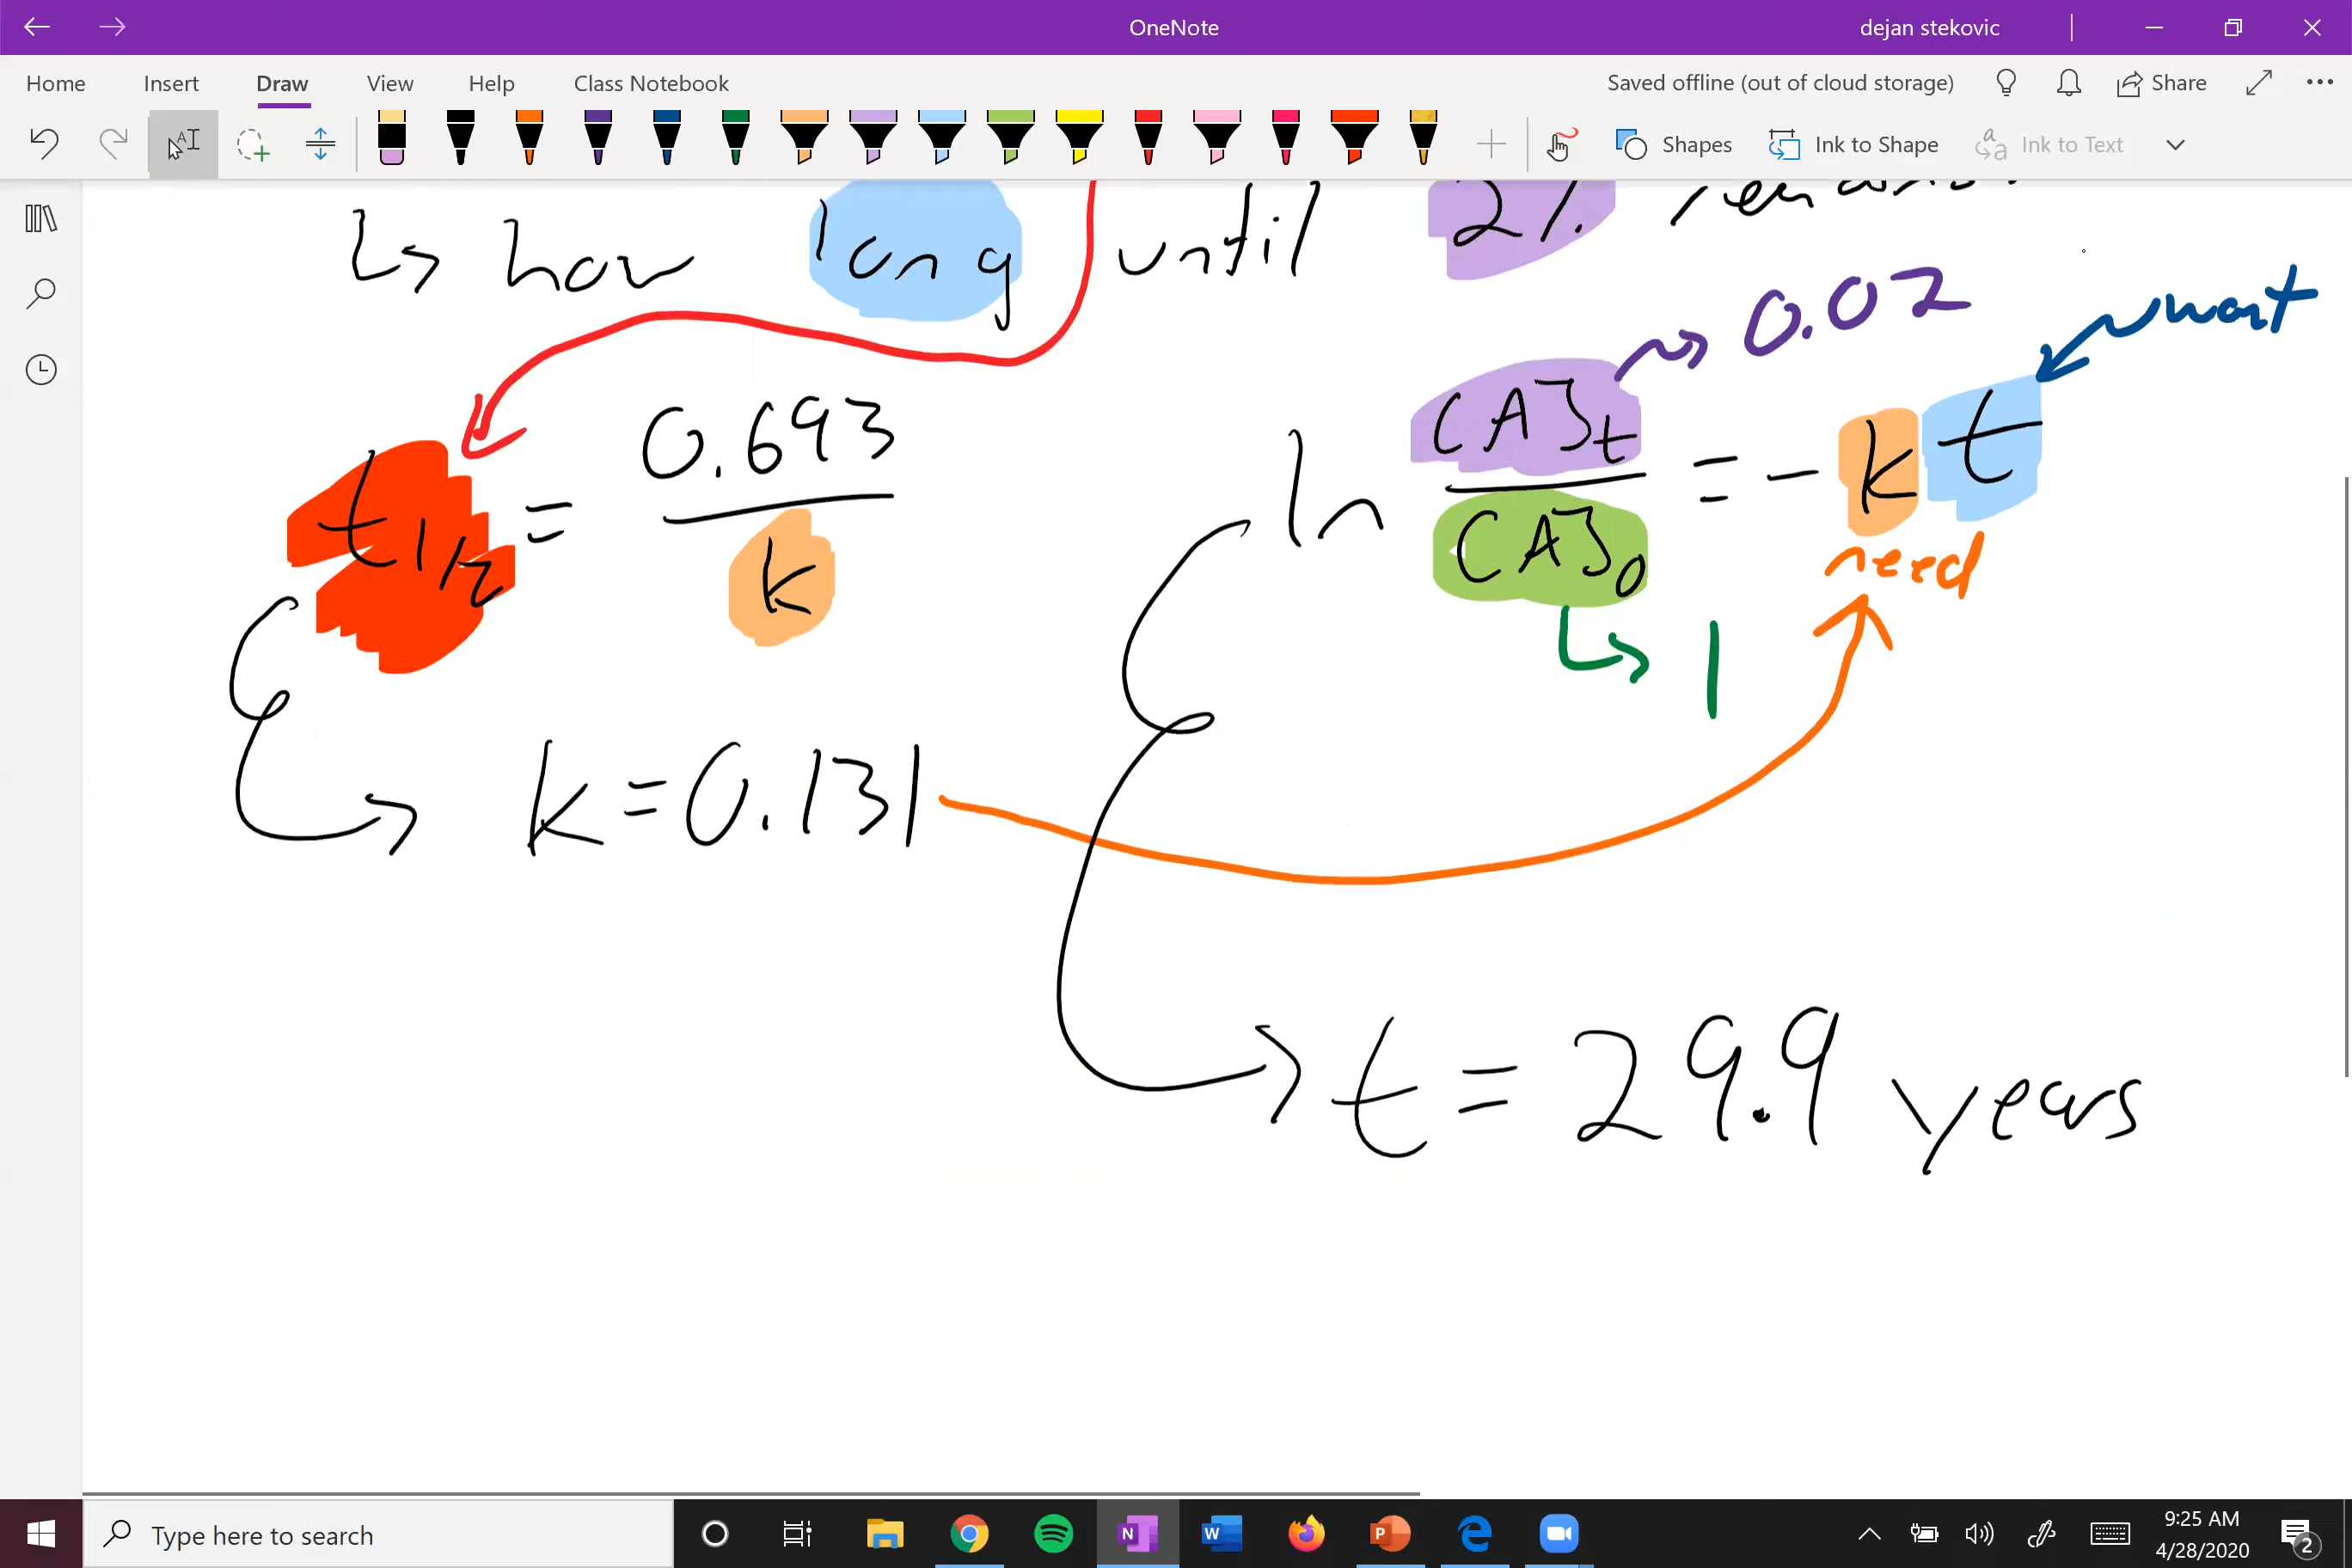 OneNote
dejan stekovic
Home Insert Draw View Help Class Notebook
Saved offline (out of cloud storage)
Share
Shapes
Ink to Shape
Ink to Text
↳ how long until 2%
0.02
want
t1/2 = 0.693 / k
ln [A]t / [A]0 = - k t
need
1
k = 0.131
t = 29.9 years
Type here to search
9:25 AM
4/28/2020
2